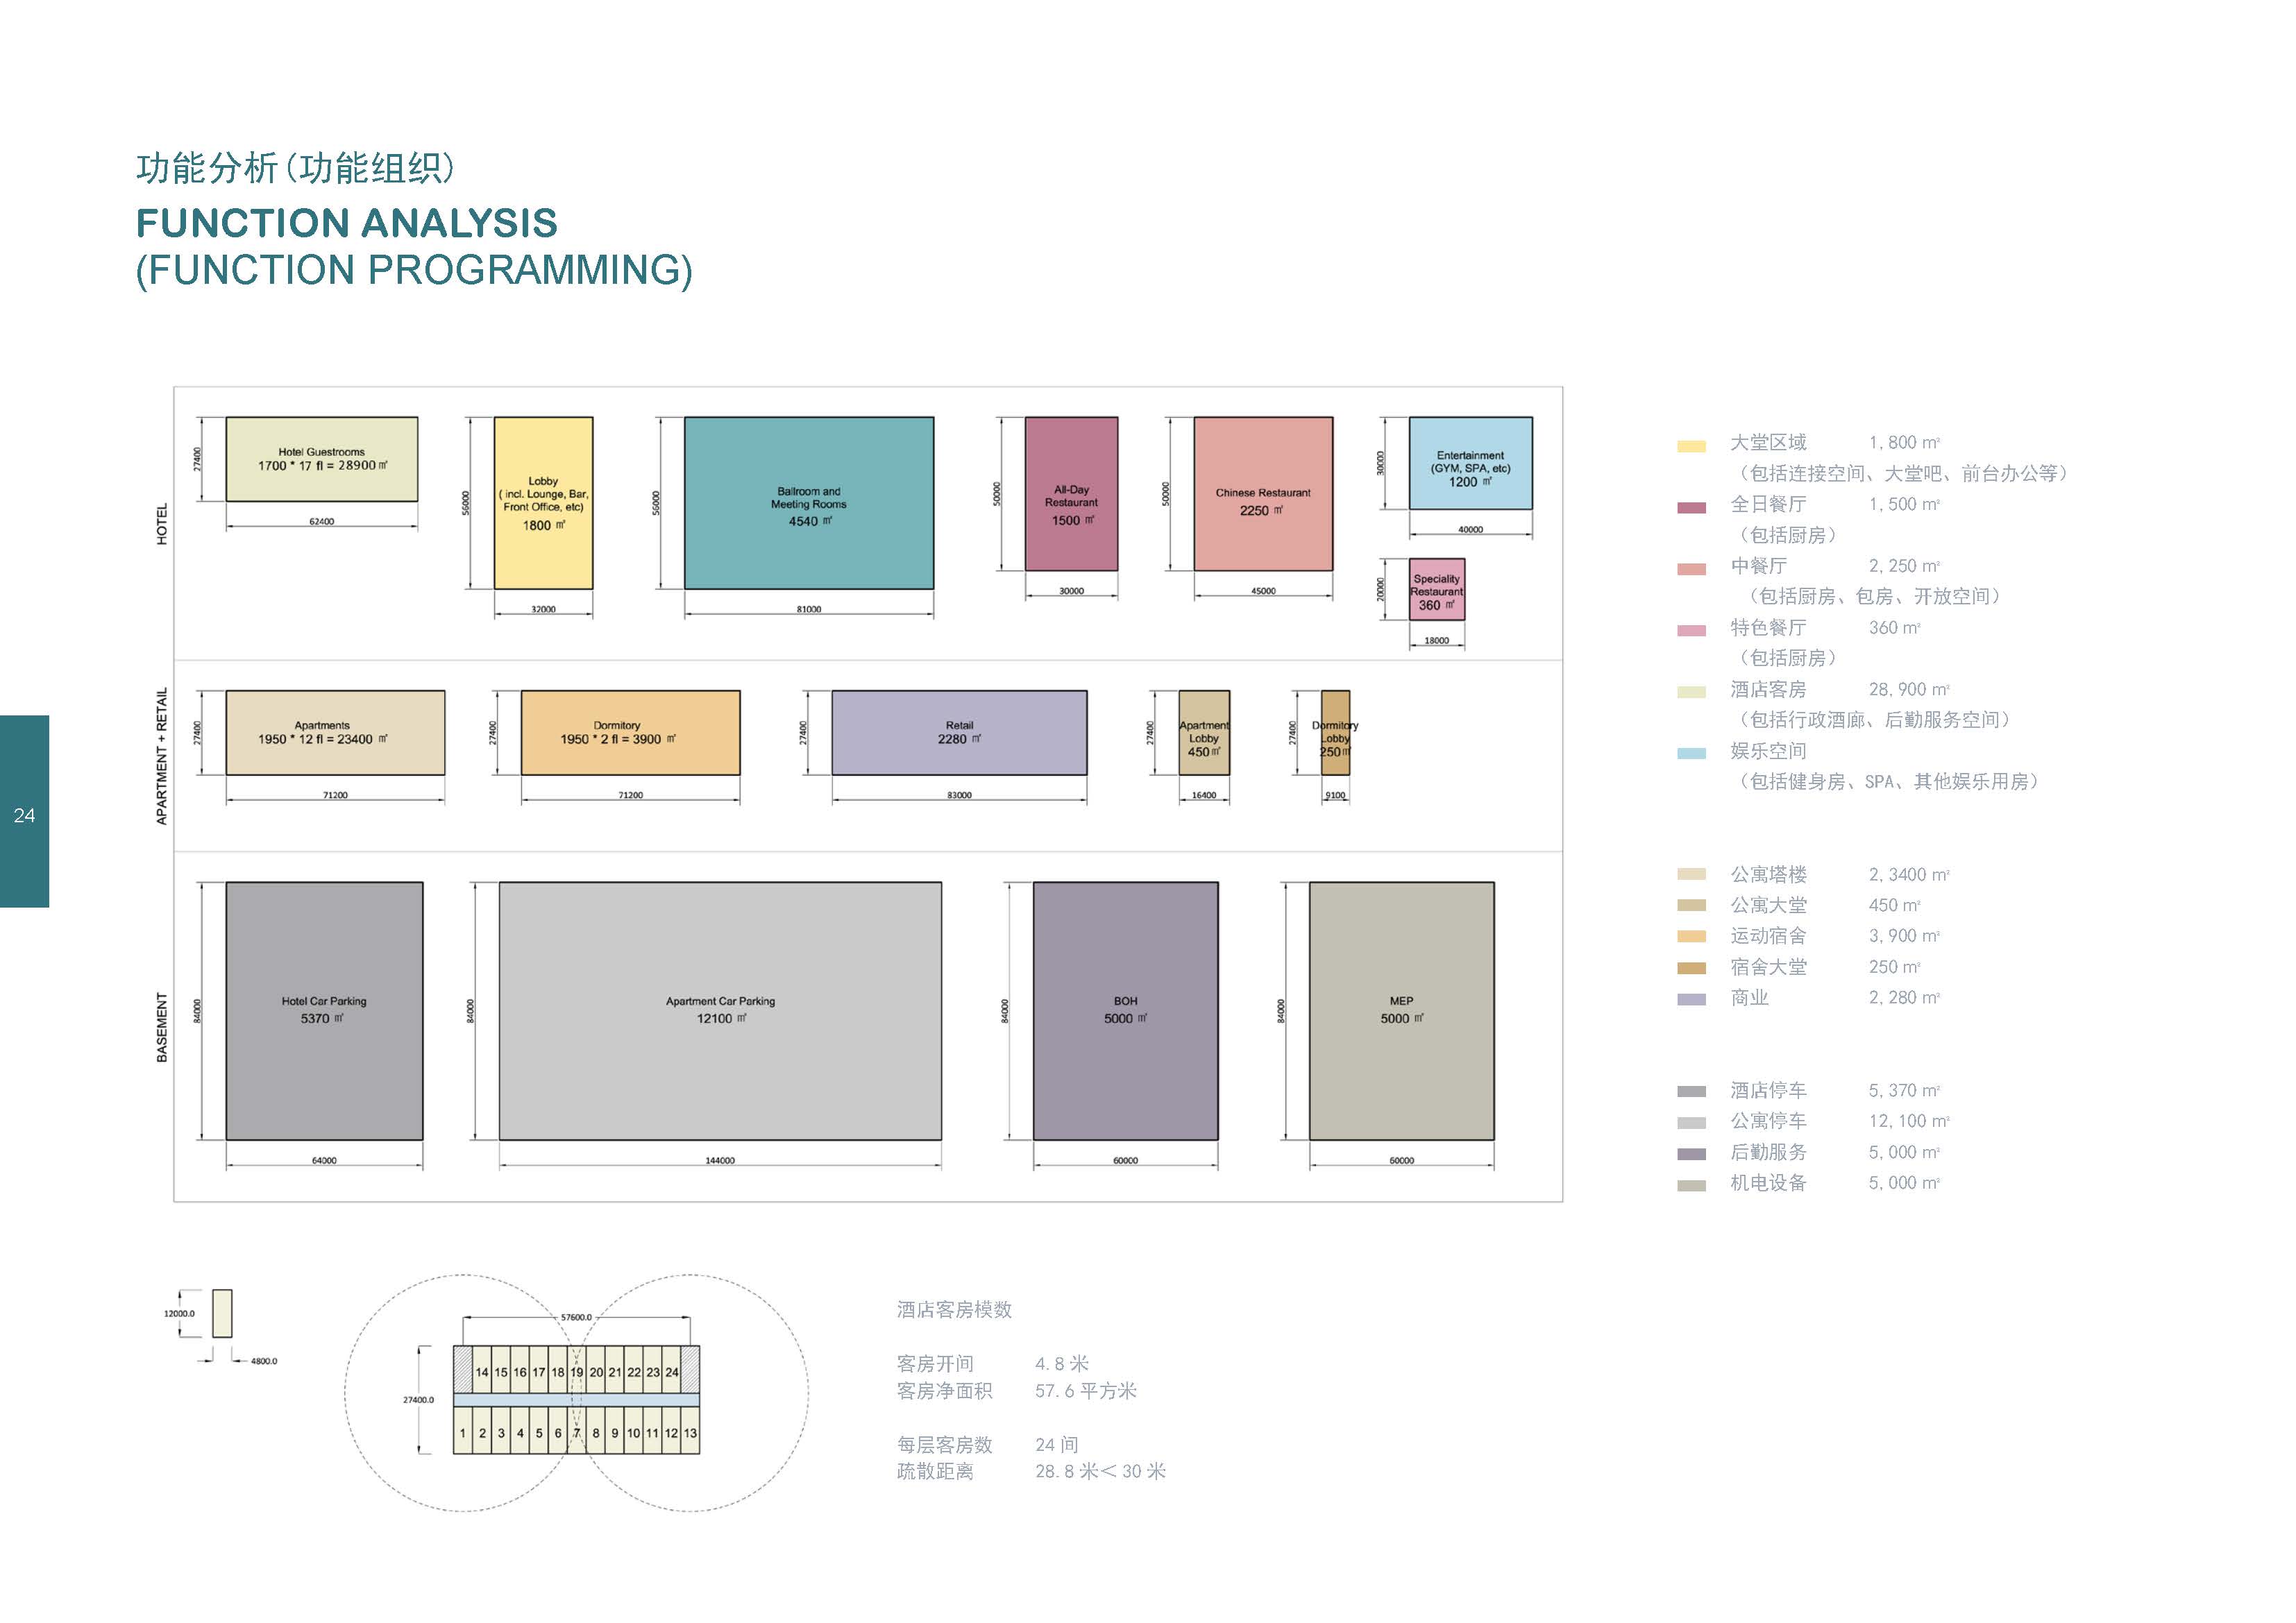 功能分析(功能组织)
FUNCTION ANALYSIS
(FUNCTION PROGRAMMING)
24
HOTEL
27400
Hotel Guestrooms
1700 * 17 fl = 28900 ㎡
62400
56000
Lobby
( incl. Lounge, Bar,
Front Office, etc)
1800 ㎡
32000
56000
Ballroom and
Meeting Rooms
4540 ㎡
81000
50000
All-Day
Restaurant
1500 ㎡
30000
50000
Chinese Restaurant
2250 ㎡
45000
30000
Entertainment
(GYM, SPA, etc)
1200 ㎡
40000
20000
Speciality
Restaurant
360 ㎡
18000
APARTMENT + RETAIL
27400
Apartments
1950 * 12 fl = 23400 ㎡
71200
27400
Dormitory
1950 * 2 fl = 3900 ㎡
71200
27400
Retail
2280 ㎡
83000
27400
Apartment
Lobby
450㎡
16400
27400
Dormitory
Lobby
250㎡
9100
BASEMENT
84000
Hotel Car Parking
5370 ㎡
64000
84000
Apartment Car Parking
12100 ㎡
144000
84000
BOH
5000 ㎡
60000
84000
MEP
5000 ㎡
60000
大堂区域 1,800 ㎡
(包括连接空间、大堂吧、前台办公等)
全日餐厅 1,500 ㎡
(包括厨房)
中餐厅 2,250 ㎡
(包括厨房、包房、开放空间)
特色餐厅 360 ㎡
(包括厨房)
酒店客房 28,900 ㎡
(包括行政酒廊、后勤服务空间)
娱乐空间
(包括健身房、SPA、其他娱乐用房)
公寓塔楼 2,3400 ㎡
公寓大堂 450 ㎡
运动宿舍 3,900 ㎡
宿舍大堂 250 ㎡
商业 2,280 ㎡
酒店停车 5,370 ㎡
公寓停车 12,100 ㎡
后勤服务 5,000 ㎡
机电设备 5,000 ㎡
12000.0
4800.0
57600.0
27400.0
14 15 16 17 18 19 20 21 22 23 24
1 2 3 4 5 6 7 8 9 10 11 12 13
酒店客房模数
客房开间 4.8 米
客房净面积 57.6 平方米
每层客房数 24 间
疏散距离 28.8 米＜30 米